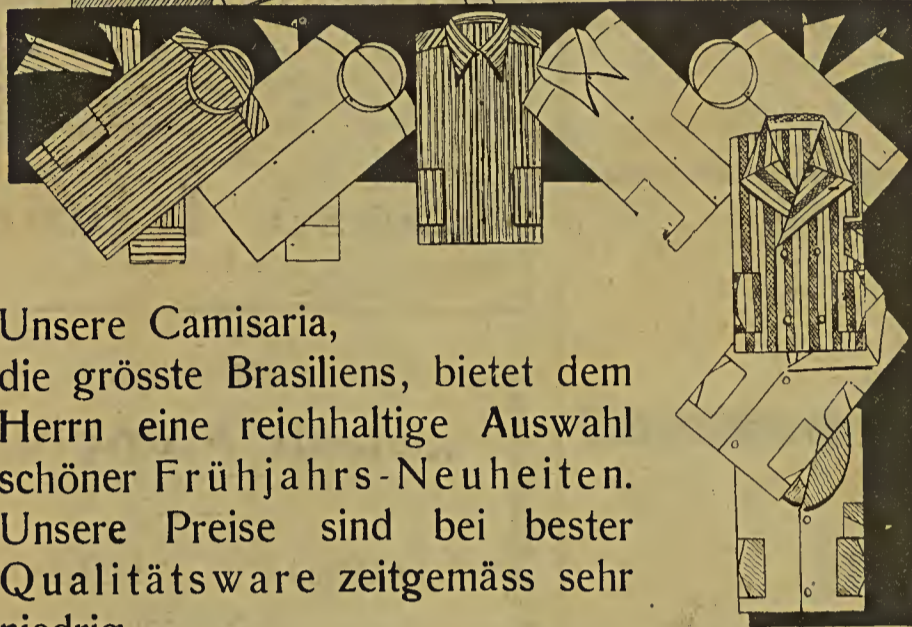 Unsere Camisaria,
die grösste Brasiliens, bietet dem
Herrn eine reichhaltige Auswahl
schöner Frühjahrs-Neuheiten.
Unsere Preise sind bei bester
Qualitätsware zeitgemäss sehr
niedrig